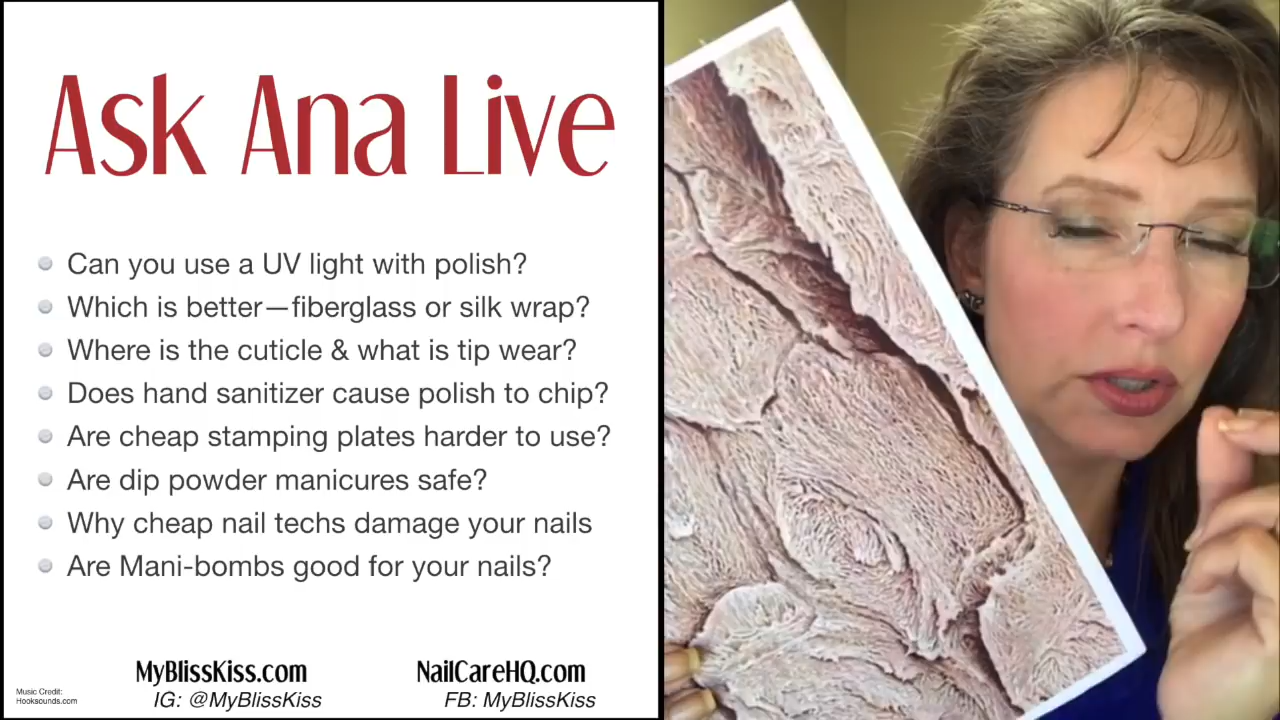 Ask Ana Live
Can you use a UV light with polish?
Which is better—fiberglass or silk wrap?
Where is the cuticle & what is tip wear?
Does hand sanitizer cause polish to chip?
Are cheap stamping plates harder to use?
Are dip powder manicures safe?
Why cheap nail techs damage your nails
Are Mani-bombs good for your nails?
MyBlissKiss.com
IG: @MyBlissKiss
NailCareHQ.com
FB: MyBlissKiss
Music Credit:
Hooksounds.com